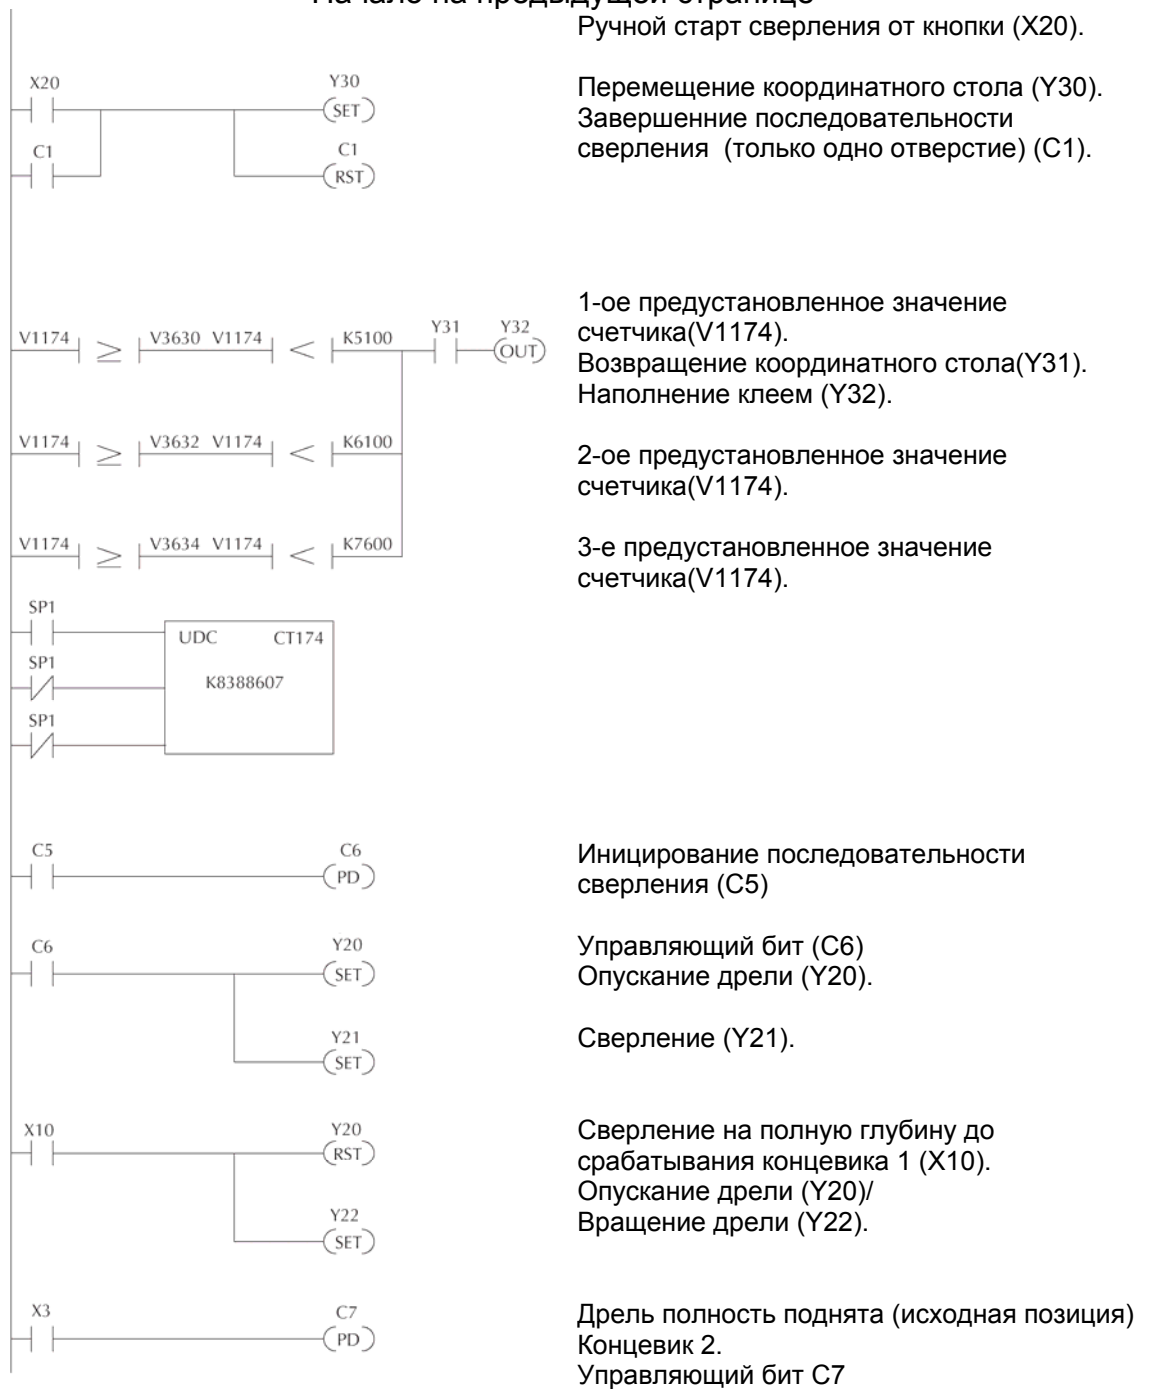 Начало на предыдущей странице
Ручной старт сверления от кнопки (X20).
X20 Y30
SET
Перемещение координатного стола (Y30).
Завершенние последовательности
C1 C1
RST
сверления (только одно отверстие) (C1).
1-ое предустановленное значение
счетчика(V1174).
V1174 ≥ V3630 V1174 < K5100 Y31 Y32
OUT
Возвращение координатного стола(Y31).
Наполнение клеем (Y32).
V1174 ≥ V3632 V1174 < K6100
2-ое предустановленное значение
счетчика(V1174).
V1174 ≥ V3634 V1174 < K7600
3-е предустановленное значение
счетчика(V1174).
SP1
UDC CT174
SP1
K8388607
SP1
C5 C6
PD
Иницирование последовательности
сверления (C5)
C6 Y20
SET
Управляющий бит (C6)
Опускание дрели (Y20).
Y21
SET
Сверление (Y21).
X10 Y20
RST
Сверление на полную глубину до
срабатывания концевика 1 (X10).
Опускание дрели (Y20)/
Y22
SET
Вращение дрели (Y22).
X3 C7
PD
Дрель полность поднята (исходная позиция)
Концевик 2.
Управляющий бит C7